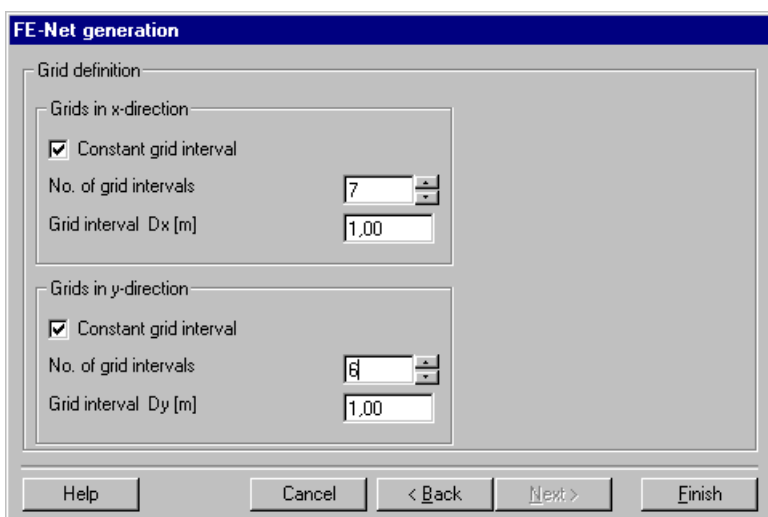 FE-Net generation
Grid definition
Grids in x-direction
Constant grid interval
No. of grid intervals 7
Grid interval Dx [m] 1,00
Grids in y-direction
Constant grid interval
No. of grid intervals 6
Grid interval Dy [m] 1,00
Help Cancel < Back Next > Finish